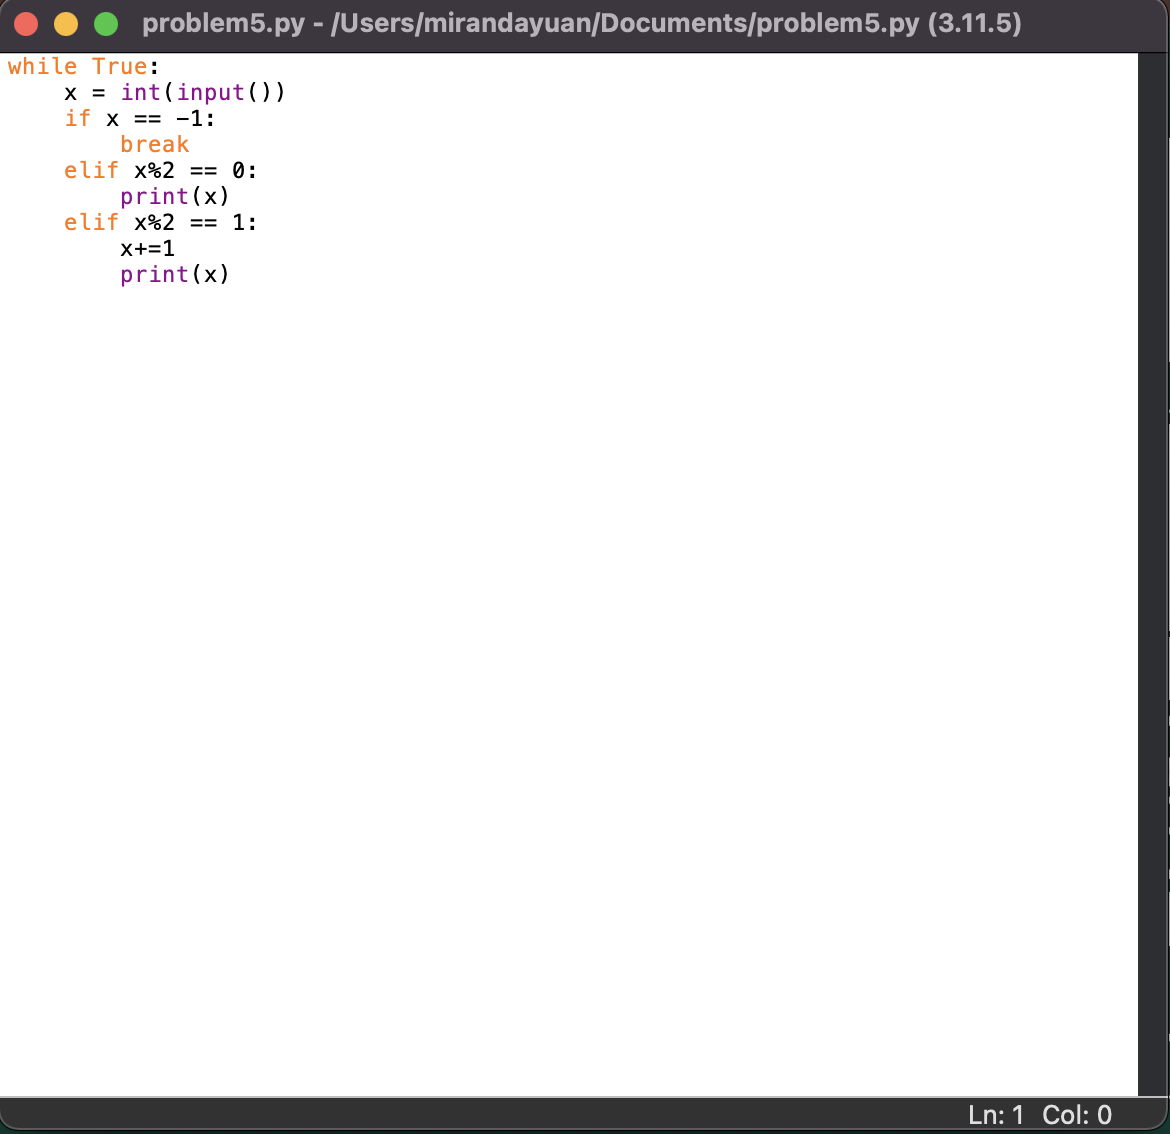 problem5.py - /Users/mirandayuan/Documents/problem5.py (3.11.5)
while True:
    x = int(input())
    if x == -1:
        break
    elif x%2 == 0:
        print(x)
    elif x%2 == 1:
        x+=1
        print(x)
Ln: 1 Col: 0